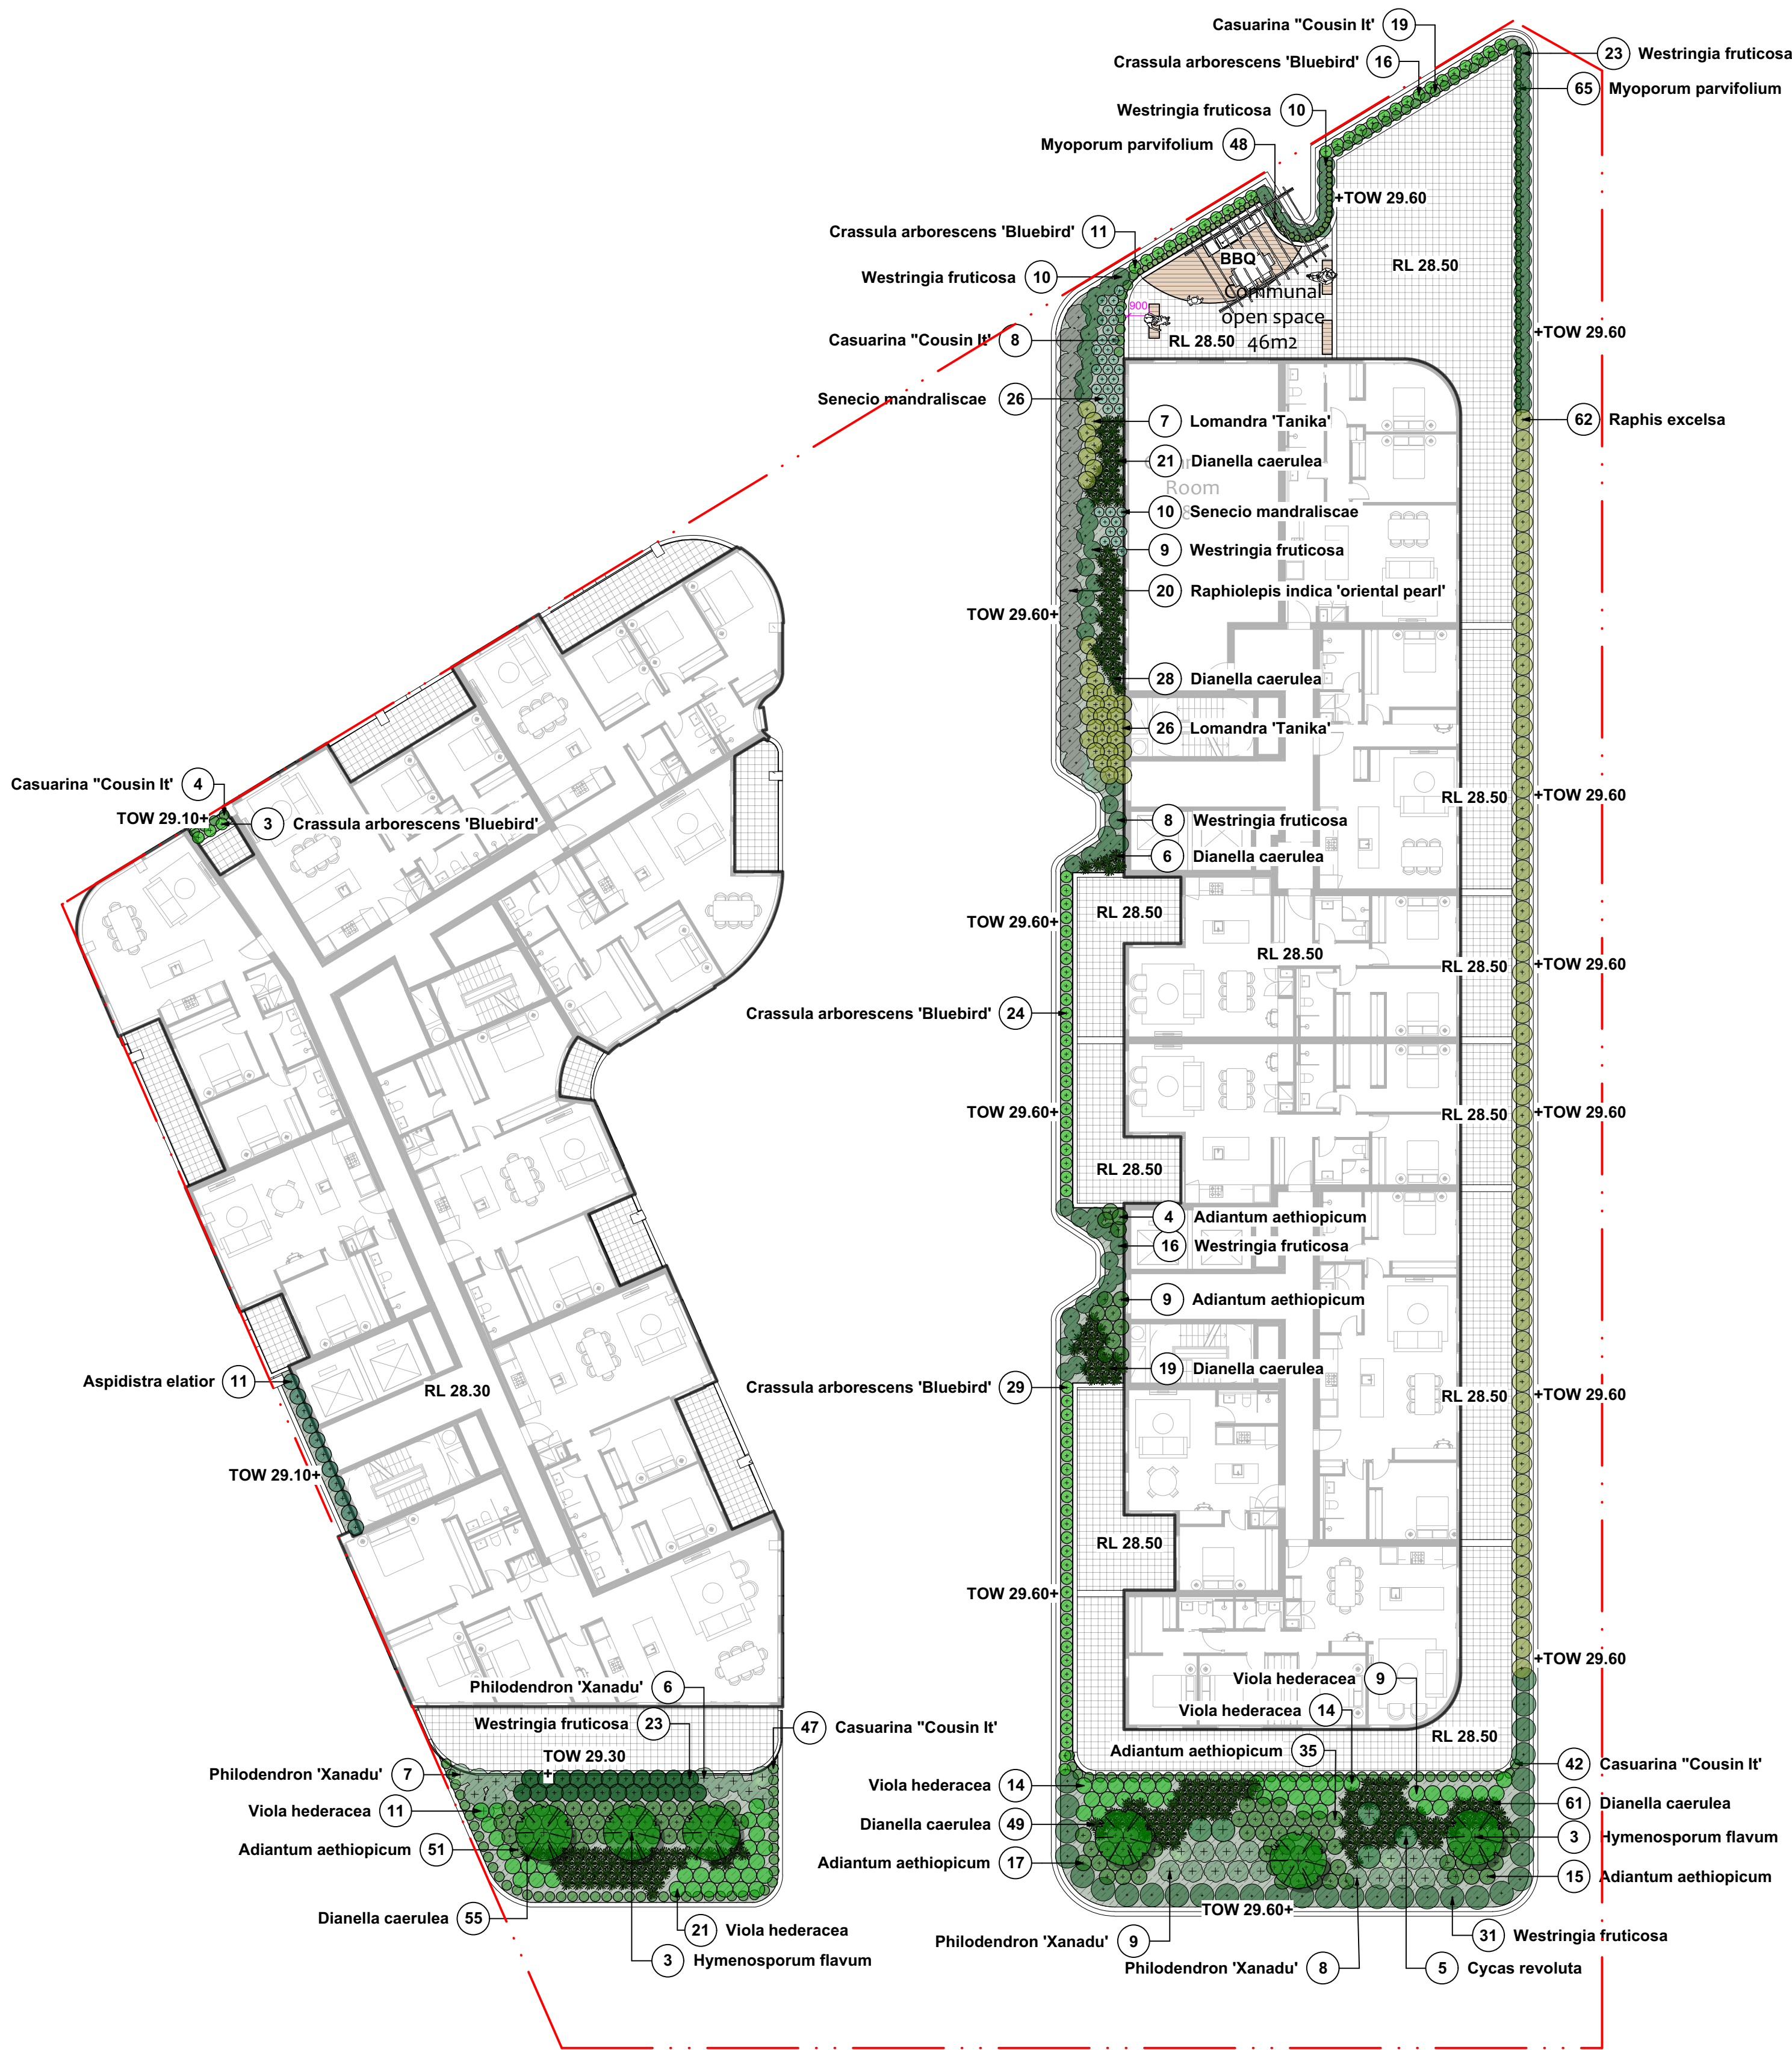 Casuarina "Cousin It' 19
Crassula arborescens 'Bluebird' 16
23 Westringia fruticosa
65 Myoporum parvifolium
Westringia fruticosa 10
Myoporum parvifolium 48
+TOW 29.60
Crassula arborescens 'Bluebird' 11
BBQ
RL 28.50
Westringia fruticosa 10
Communal
open space
46m2
900
RL 28.50
Casuarina "Cousin It' 8
+TOW 29.60
Senecio mandraliscae 26
7 Lomandra 'Tanika'
62 Raphis excelsa
21 Dianella caerulea
Room
10 Senecio mandraliscae
9 Westringia fruticosa
20 Raphiolepis indica 'oriental pearl'
TOW 29.60+
28 Dianella caerulea
26 Lomandra 'Tanika'
Casuarina "Cousin It' 4
TOW 29.10+
3 Crassula arborescens 'Bluebird'
RL 28.50
+TOW 29.60
8 Westringia fruticosa
6 Dianella caerulea
RL 28.50
TOW 29.60+
RL 28.50
RL 28.50
+TOW 29.60
Crassula arborescens 'Bluebird' 24
TOW 29.60+
RL 28.50
+TOW 29.60
RL 28.50
4 Adiantum aethiopicum
16 Westringia fruticosa
9 Adiantum aethiopicum
19 Dianella caerulea
Aspidistra elatior 11
RL 28.30
Crassula arborescens 'Bluebird' 29
RL 28.50
+TOW 29.60
TOW 29.10+
RL 28.50
TOW 29.60+
+TOW 29.60
Philodendron 'Xanadu' 6
Viola hederacea 9
Westringia fruticosa 23
47 Casuarina "Cousin It'
Viola hederacea 14
RL 28.50
TOW 29.30
+
Adiantum aethiopicum 35
42 Casuarina "Cousin It'
Philodendron 'Xanadu' 7
Viola hederacea 14
Viola hederacea 11
61 Dianella caerulea
Dianella caerulea 49
3 Hymenosporum flavum
Adiantum aethiopicum 51
Adiantum aethiopicum 17
15 Adiantum aethiopicum
TOW 29.60+
Dianella caerulea 55
21 Viola hederacea
31 Westringia fruticosa
Philodendron 'Xanadu' 9
3 Hymenosporum flavum
Philodendron 'Xanadu' 8
5 Cycas revoluta